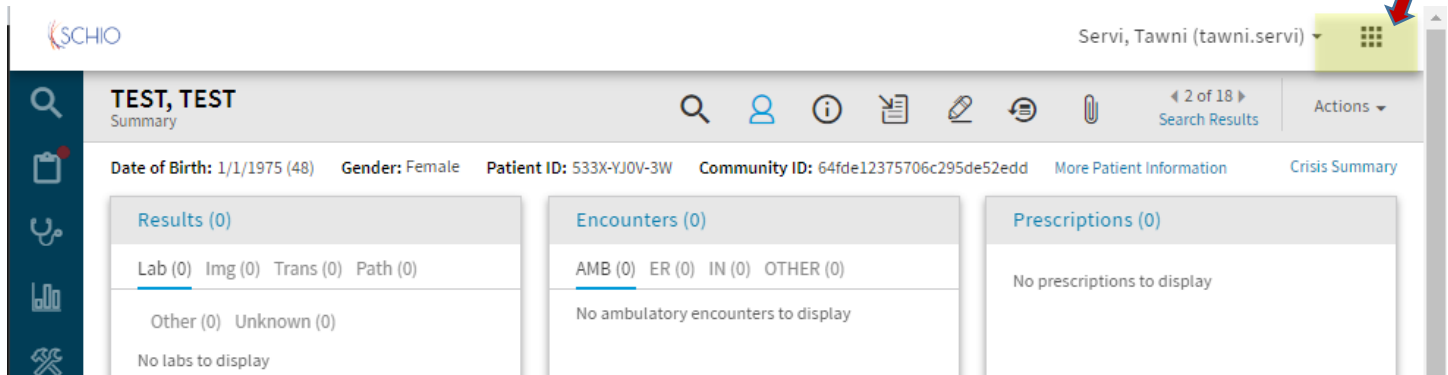 SCHIO
Servi, Tawni (tawni.servi)
TEST, TEST
Summary
2 of 18
Search Results
Actions
Date of Birth: 1/1/1975 (48) Gender: Female Patient ID: 533X-YJ0V-3W Community ID: 64fde12375706c295de52edd More Patient Information Crisis Summary
Results (0)
Lab (0) Img (0) Trans (0) Path (0)
Other (0) Unknown (0)
No labs to display
Encounters (0)
AMB (0) ER (0) IN (0) OTHER (0)
No ambulatory encounters to display
Prescriptions (0)
No prescriptions to display